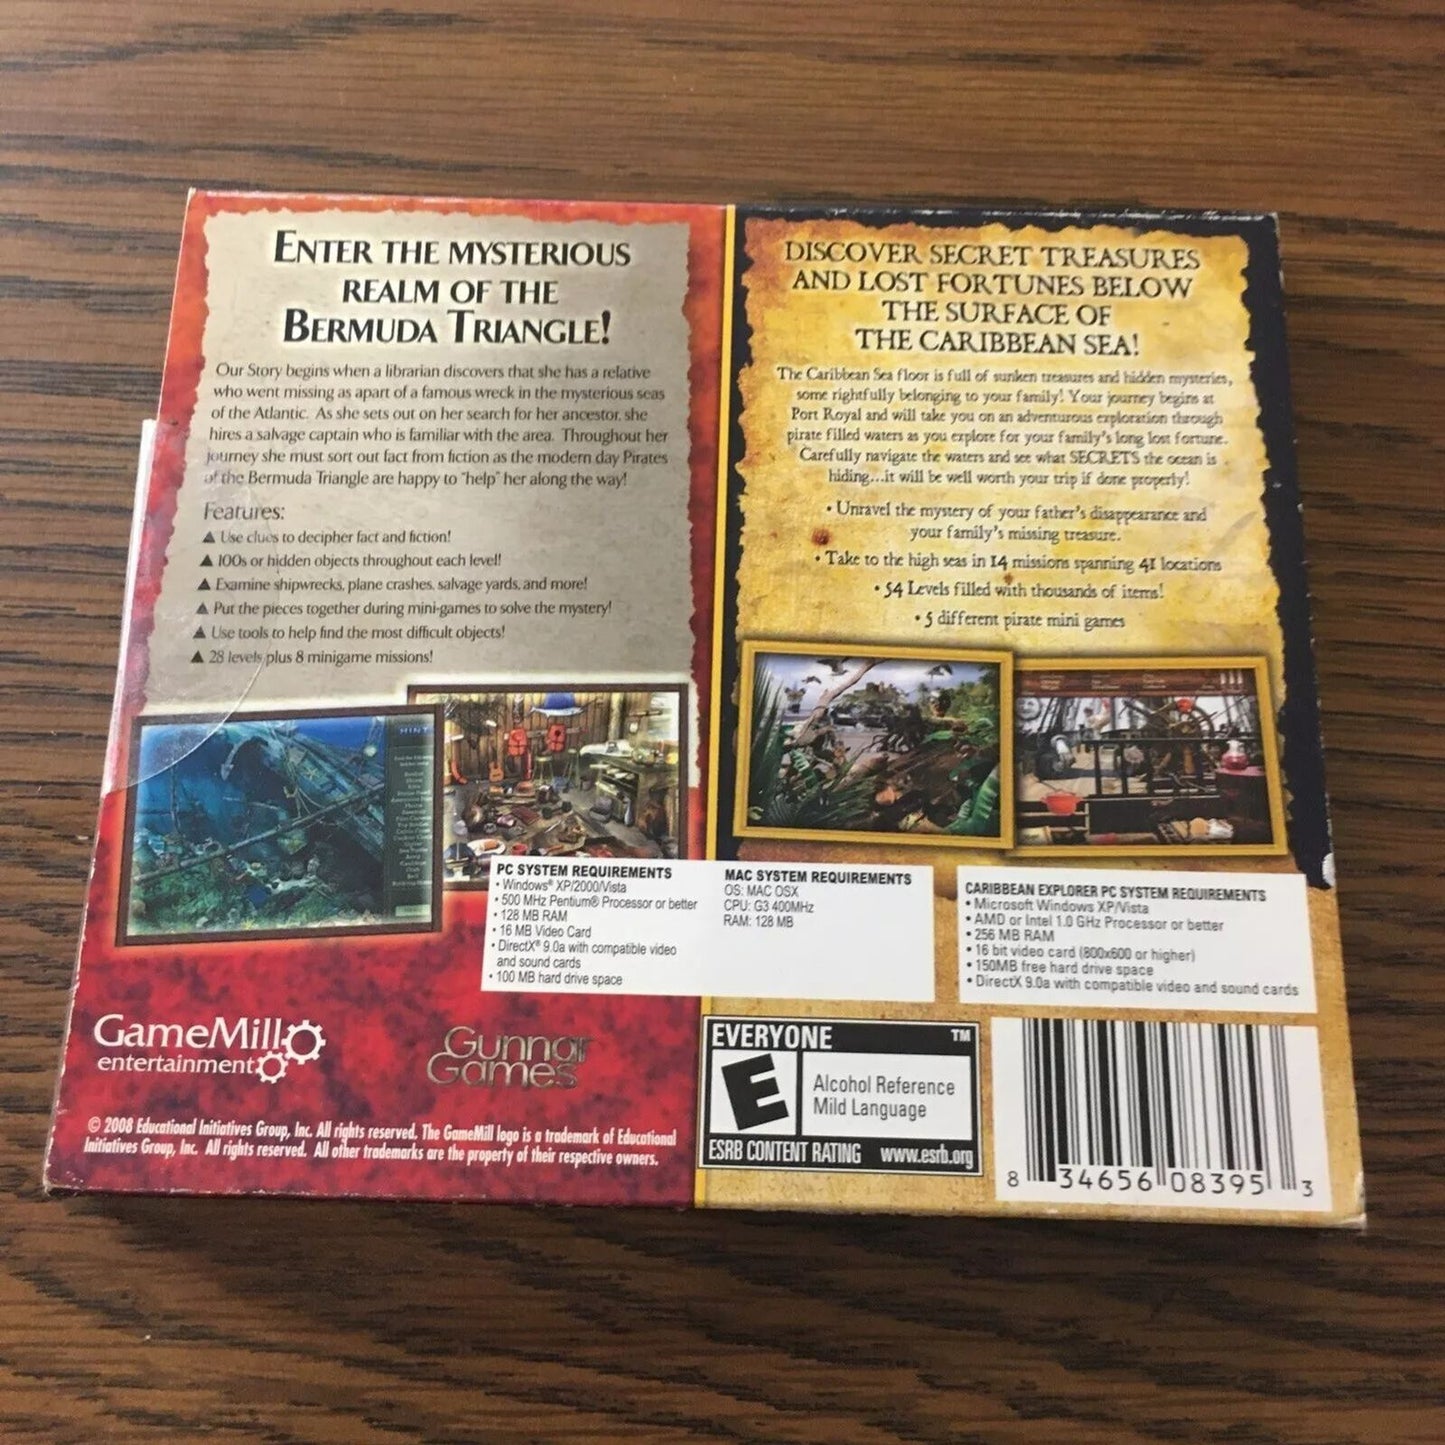 ENTER THE MYSTERIOUS
REALM OF THE
BERMUDA TRIANGLE!
Our Story begins when a librarian discovers that she has a relative
who went missing as apart of a famous wreck in the mysterious seas
of the Atlantic. As she sets out on her search for her ancestor, she
hires a salvage captain who is familiar with the area. Throughout her
journey she must sort out fact from fiction as the modern day Pirates
of the Bermuda Triangle are happy to "help" her along the way!
Features:
▲ Use clues to decipher fact and fiction!
▲ 100s or hidden objects throughout each level!
▲ Examine shipwrecks, plane crashes, salvage yards, and more!
▲ Put the pieces together during mini-games to solve the mystery!
▲ Use tools to help find the most difficult objects!
▲ 28 levels plus 8 minigame missions!
HINT
DISCOVER SECRET TREASURES
AND LOST FORTUNES BELOW
THE SURFACE OF
THE CARIBBEAN SEA!
The Caribbean Sea floor is full of sunken treasures and hidden mysteries,
some rightfully belonging to your family! Your journey begins at
Port Royal and will take you on an adventurous exploration through
pirate filled waters as you explore for your family's long lost fortune.
Carefully navigate the waters and see what SECRETS the ocean is
hiding...it will be well worth your trip if done properly!
• Unravel the mystery of your father's disappearance and
your family's missing treasure.
• Take to the high seas in 14 missions spanning 41 locations
• 54 Levels filled with thousands of items!
• 5 different pirate mini games
PC SYSTEM REQUIREMENTS
• Windows® XP/2000/Vista
• 500 MHz Pentium® Processor or better
• 128 MB RAM
• 16 MB Video Card
• DirectX® 9.0a with compatible video
and sound cards
• 100 MB hard drive space
MAC SYSTEM REQUIREMENTS
OS: MAC OSX
CPU: G3 400MHz
RAM: 128 MB
CARIBBEAN EXPLORER PC SYSTEM REQUIREMENTS
• Microsoft Windows XP/Vista
• AMD or Intel 1.0 GHz Processor or better
• 256 MB RAM
• 16 bit video card (800x600 or higher)
• 150MB free hard drive space
• DirectX 9.0a with compatible video and sound cards
GameMill
entertainment
Gunnar
Games
© 2008 Educational Initiatives Group, Inc. All rights reserved. The GameMill logo is a trademark of Educational
Initiatives Group, Inc. All rights reserved. All other trademarks are the property of their respective owners.
EVERYONE TM
E
Alcohol Reference
Mild Language
ESRB CONTENT RATING www.esrb.org
8 34656 08395 3